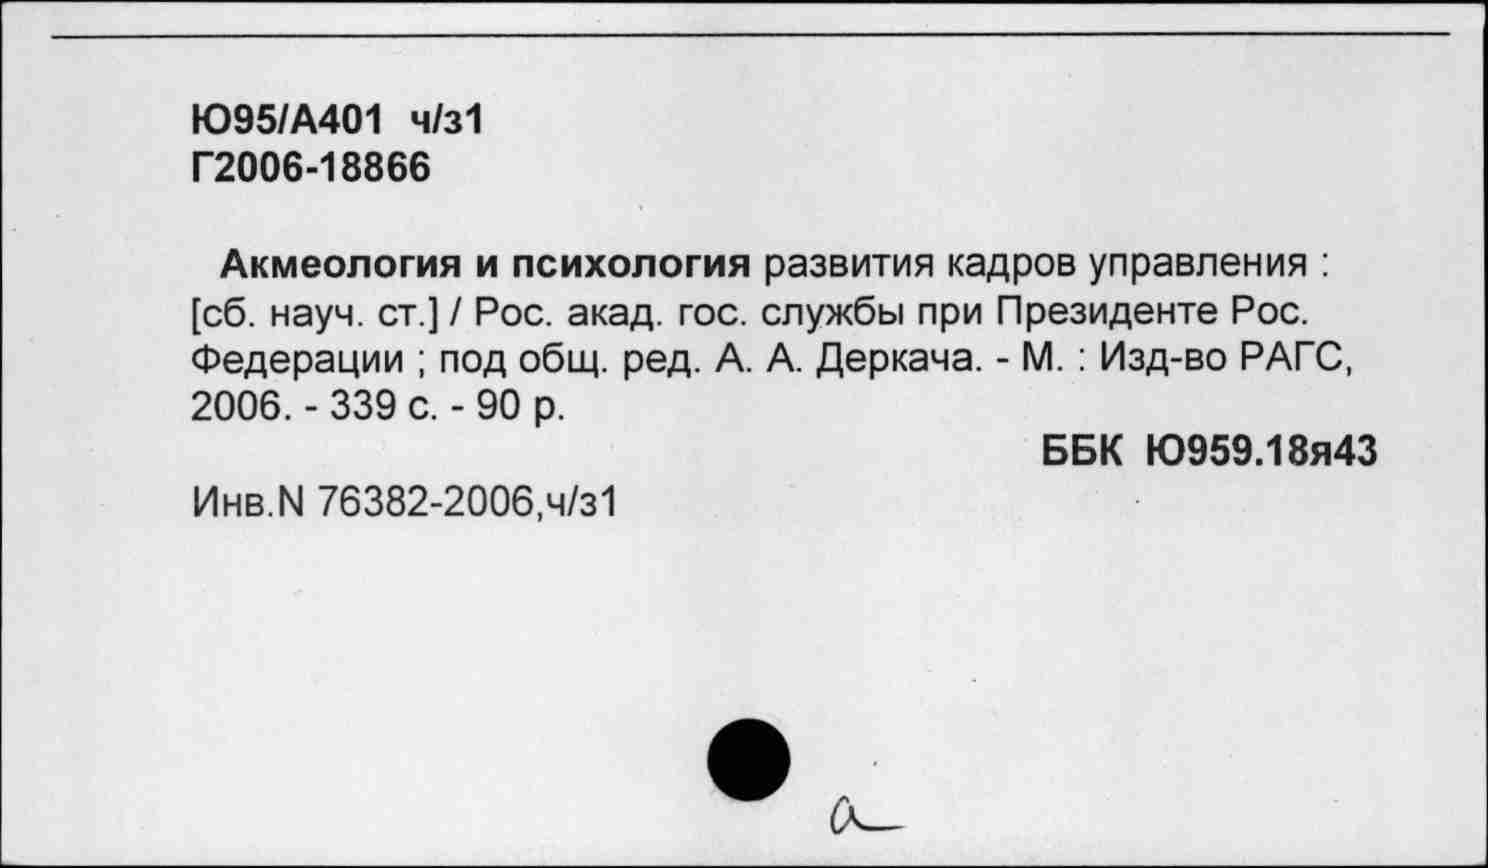 Ю95/А401 ч/з1
Г2006-18866
Акмеология и психология развития кадров управления :
[сб. науч. ст.] / Рос. акад. гос. службы при Президенте Рос.
Федерации ; под общ. ред. А. А. Деркача. - М. : Изд-во РАГС,
2006. - 339 с. - 90 р.
ББК Ю959.18я43
Инв.N 76382-2006,ч/з1